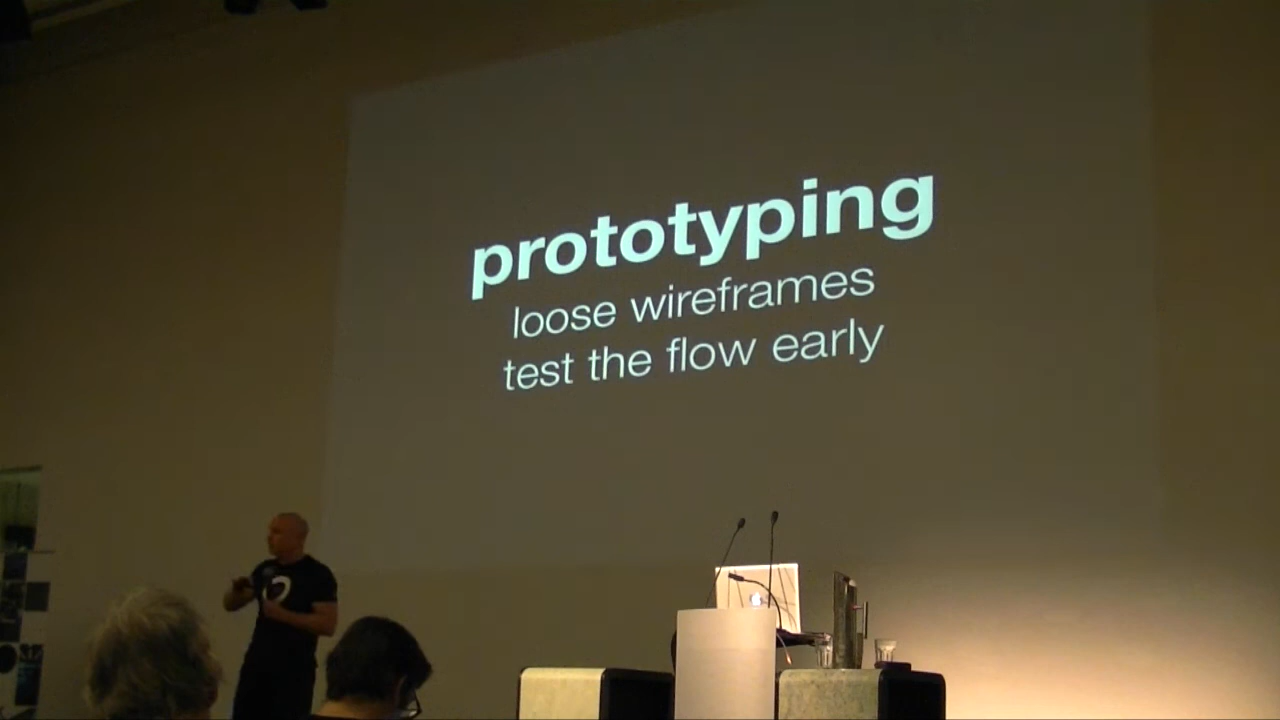 prototyping
loose wireframes
test the flow early